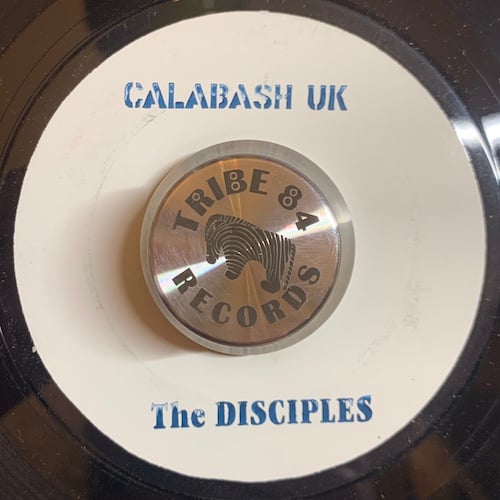 CALABASH UK
TRIBE 84
RECORDS
The DISCIPLES